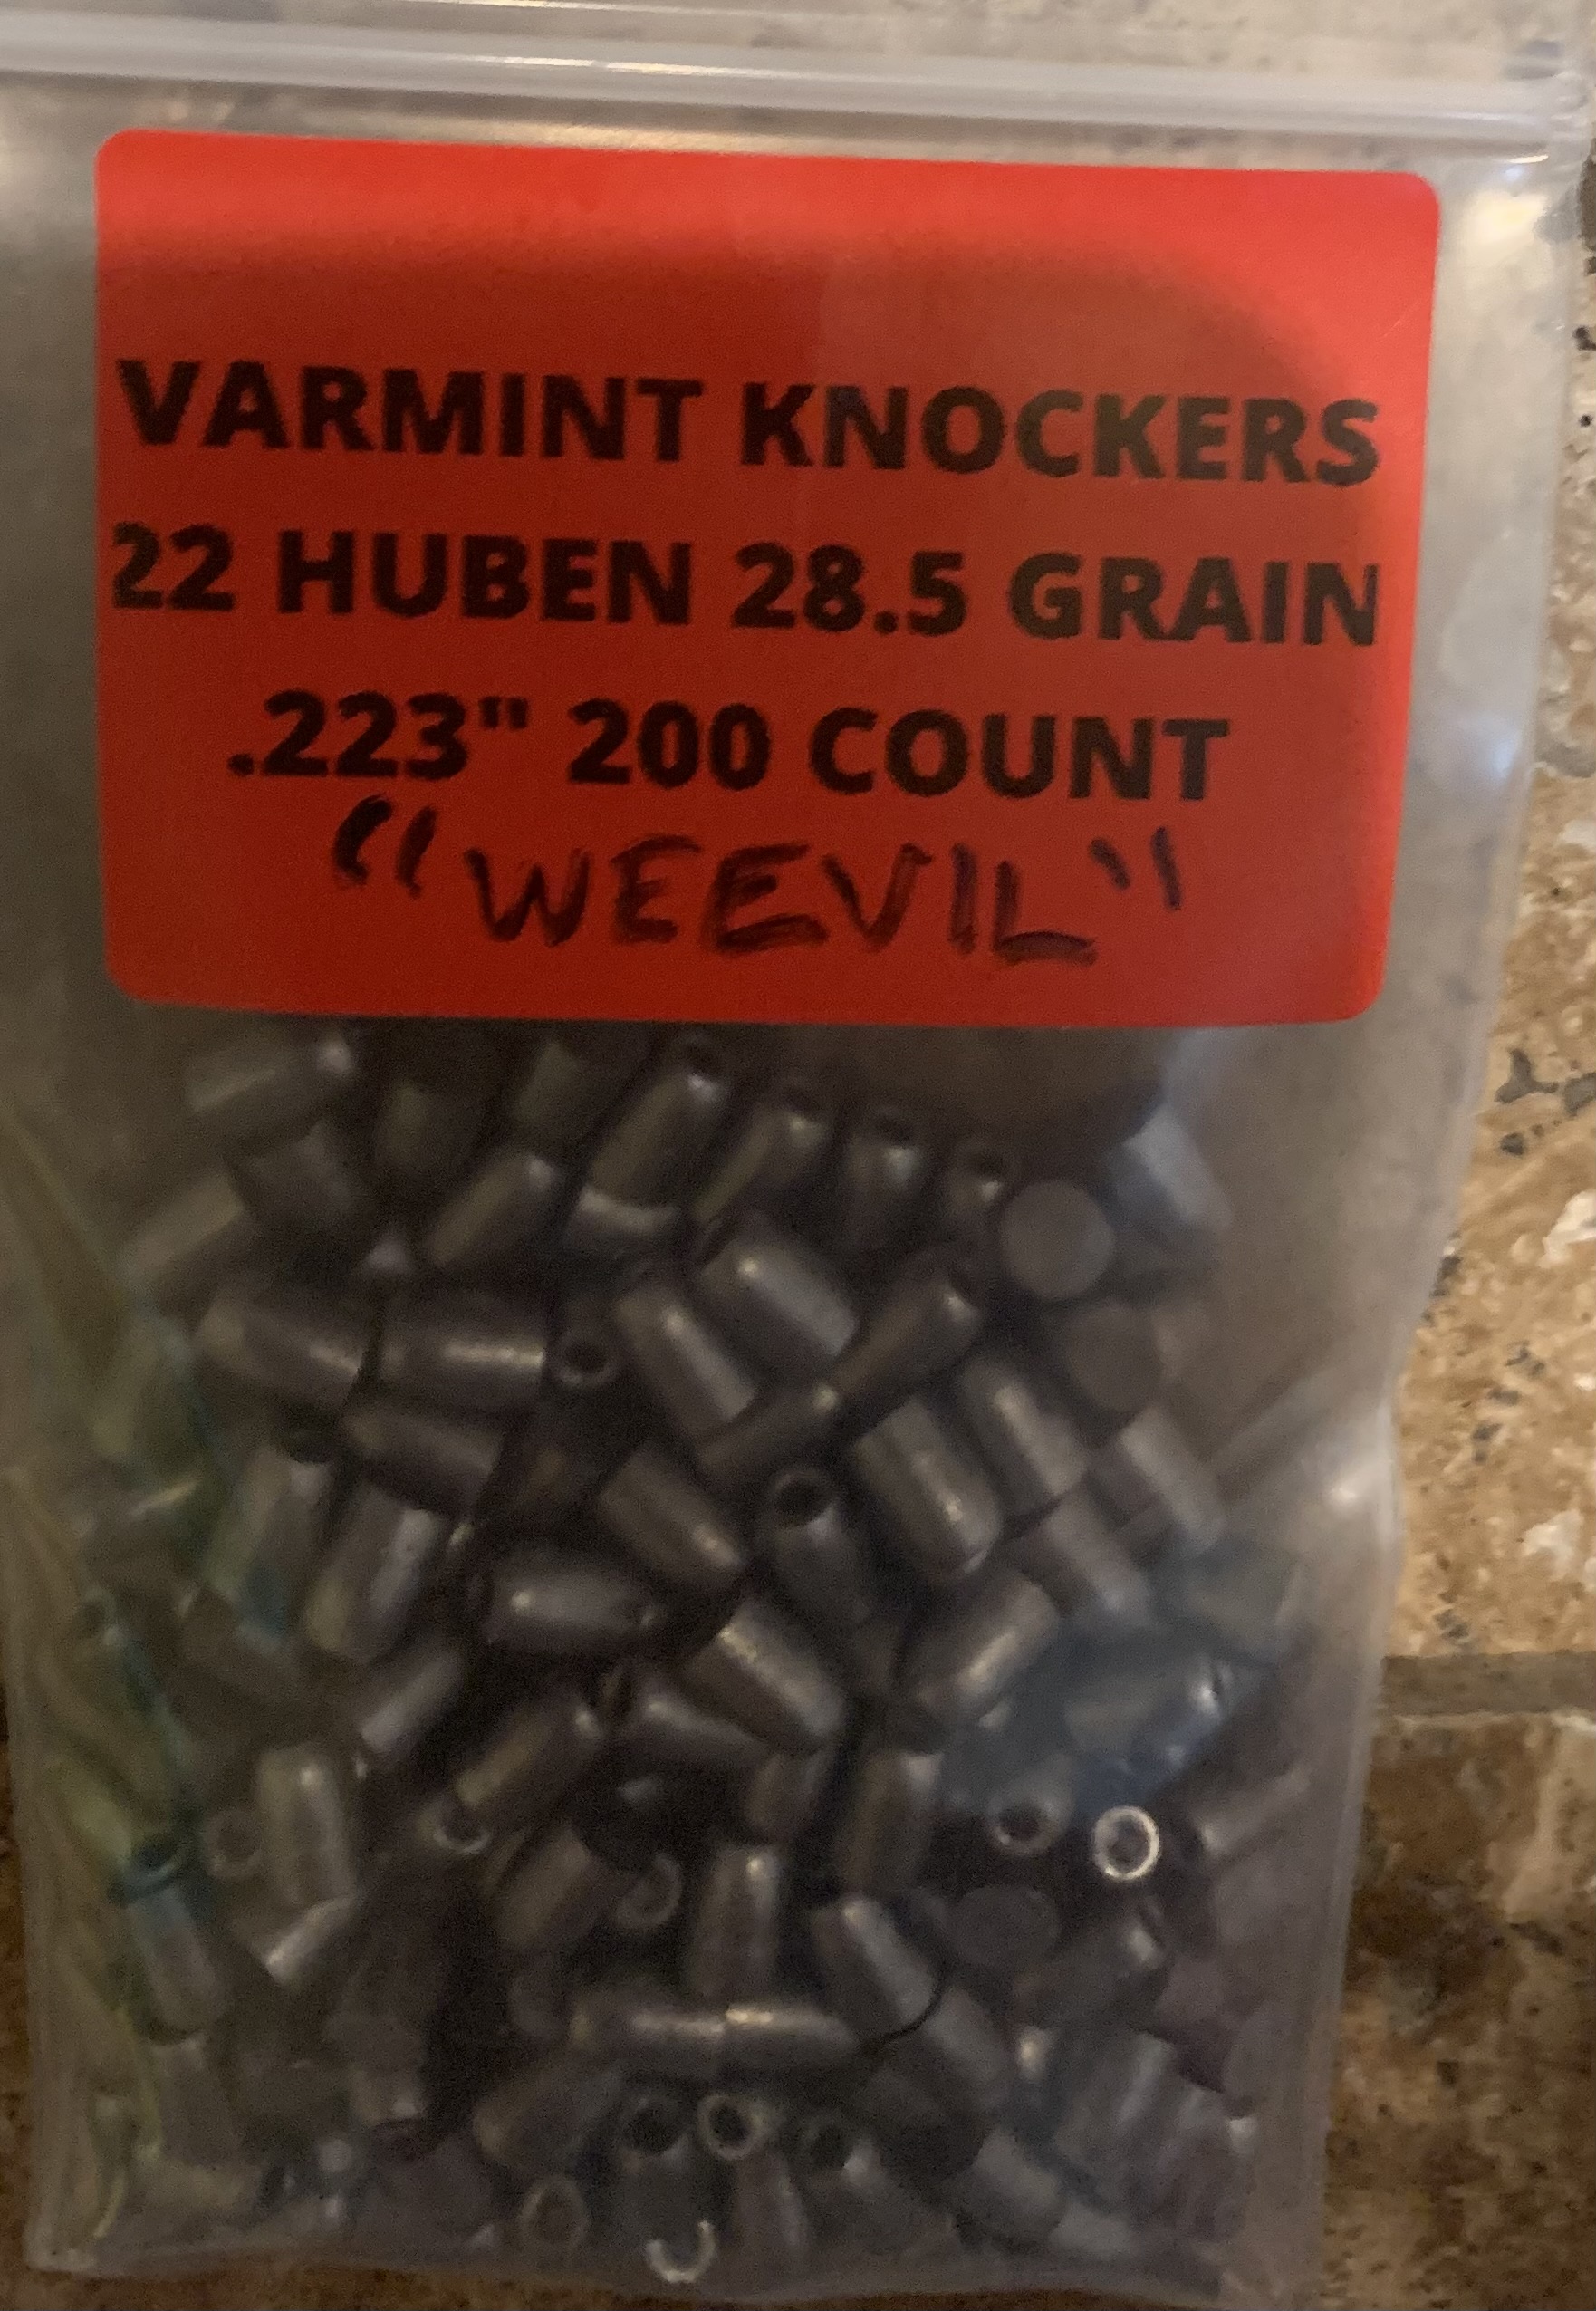 VARMINT KNOCKERS
22 HUBEN 28.5 GRAIN
.223" 200 COUNT
"WEEVIL"